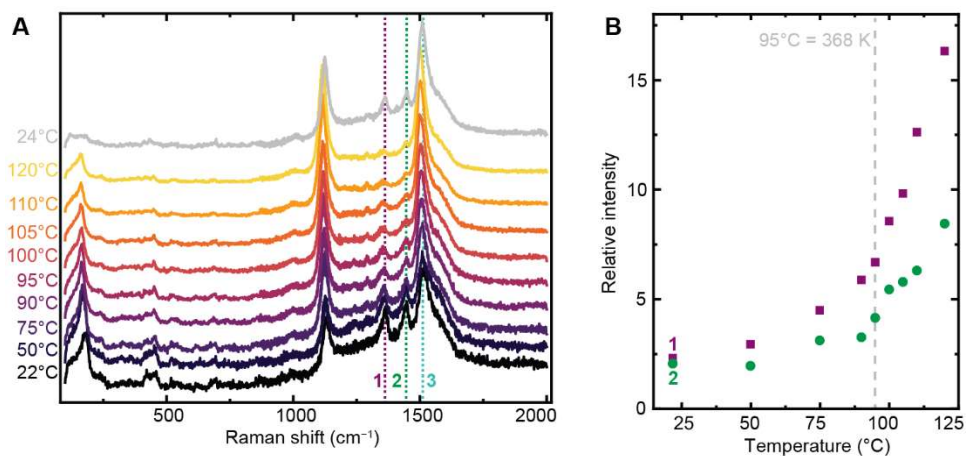 A
24°C
120°C
110°C
105°C
100°C
95°C
90°C
75°C
50°C
22°C
1
2
3
500
1000
1500
2000
Raman shift (cm⁻¹)
B
95°C = 368 K
15
10
5
0
Relative intensity
1
2
25
50
75
100
125
Temperature (°C)